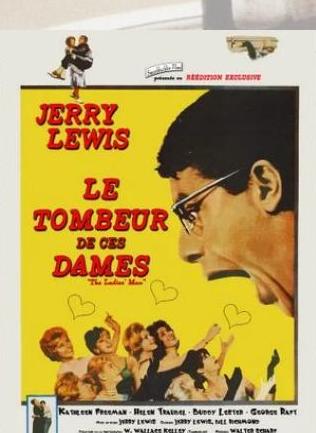 présente en RÉÉDITION EXCLUSIVE
JERRY
LEWIS
LE
TOMBEUR
DE CES
DAMES
"The Ladies' Man"
KATHLEEN FREEMAN - HELEN TRAUBEL - BUDDY LESTER - GEORGE RAFT
JERRY LEWIS JERRY LEWIS, BILL RICHMOND
W. WALLACE KELLEY WALTER SCHARF